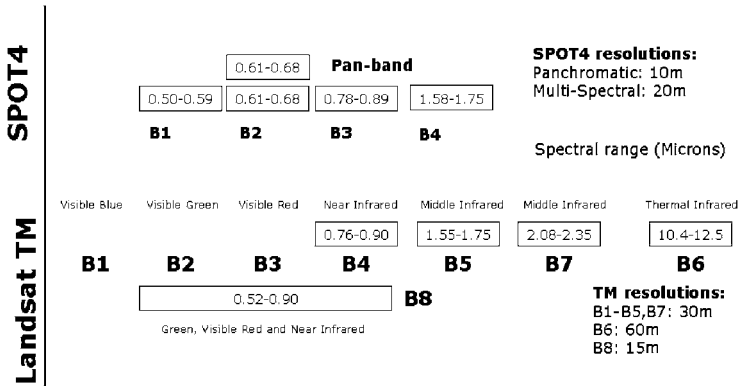 SPOT4
0.61-0.68 Pan-band
0.50-0.59 0.61-0.68 0.78-0.89 1.58-1.75
B1 B2 B3 B4
SPOT4 resolutions:
Panchromatic: 10m
Multi-Spectral: 20m
Spectral range (Microns)
Landsat TM
Visible Blue Visible Green Visible Red Near Infrared Middle Infrared Middle Infrared Thermal Infrared
0.76-0.90 1.55-1.75 2.08-2.35 10.4-12.5
B1 B2 B3 B4 B5 B7 B6
0.52-0.90 B8
Green, Visible Red and Near Infrared
TM resolutions:
B1-B5,B7: 30m
B6: 60m
B8: 15m